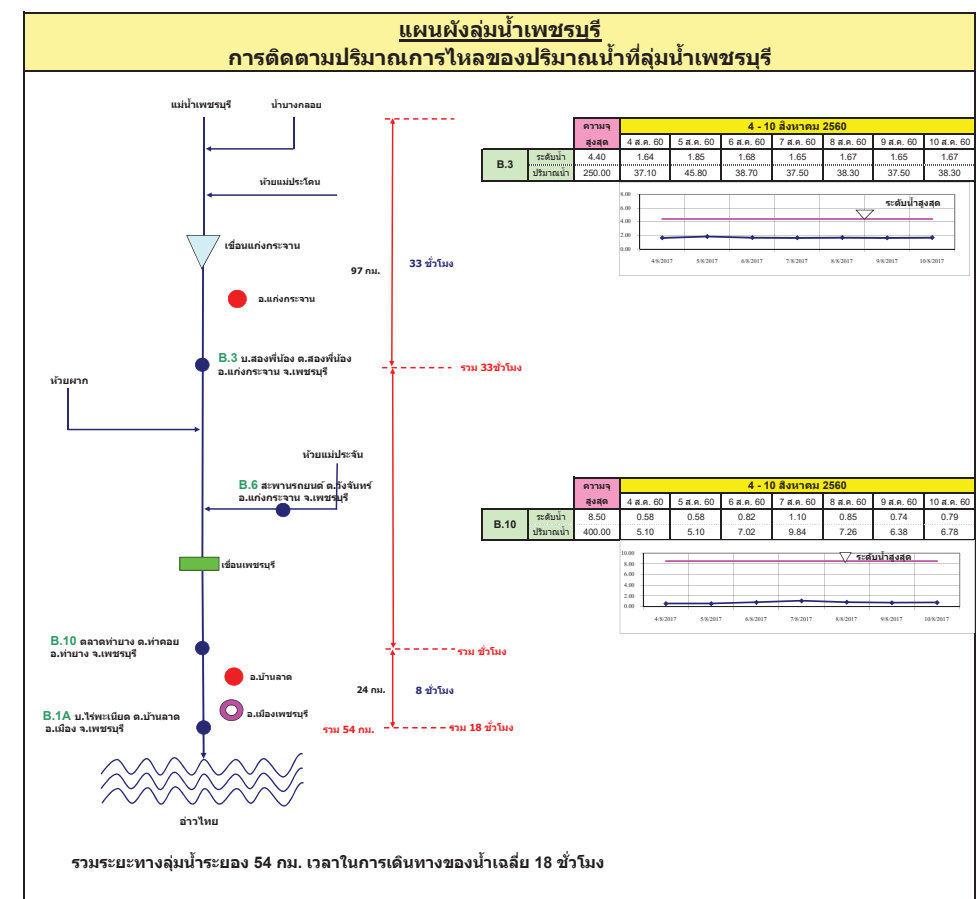 แผนผังลุ่มน้ำเพชรบุรี
การติดตามปริมาณการไหลของปริมาณน้ำที่ลุ่มน้ำเพชรบุรี
แม่น้ำเพชรบุรี
น้ำบางกลอย
ห้วยแม่ประโดน
เขื่อนแก่งกระจาน
97 กม.
33 ชั่วโมง
อ.แก่งกระจาน
B.3 บ.สองพี่น้อง ต.สองพี่น้อง
อ.แก่งกระจาน จ.เพชรบุรี
รวม 33ชั่วโมง
ห้วยผาก
ห้วยแม่ประจัน
B.6 สะพานรถยนต์ ต.วังจันทร์
อ.แก่งกระจาน จ.เพชรบุรี
เขื่อนเพชรบุรี
B.10 ตลาดท่ายาง ต.ท่าคอย
อ.ท่ายาง จ.เพชรบุรี
รวม ชั่วโมง
อ.บ้านลาด
24 กม.
8 ชั่วโมง
อ.เมืองเพชรบุรี
B.1A บ.ไร่พะเนียด ต.บ้านลาด
อ.เมือง จ.เพชรบุรี
รวม 54 กม.
รวม 18 ชั่วโมง
อ่าวไทย
รวมระยะทางลุ่มน้ำระยอง 54 กม. เวลาในการเดินทางของน้ำเฉลี่ย 18 ชั่วโมง
ความจุ 4 - 10 สิงหาคม 2560
สูงสุด 4 ส.ค. 60 5 ส.ค. 60 6 ส.ค. 60 7 ส.ค. 60 8 ส.ค. 60 9 ส.ค. 60 10 ส.ค. 60
B.3
ระดับน้ำ 4.40 1.64 1.85 1.68 1.65 1.67 1.65 1.67
ปริมาณน้ำ 250.00 37.10 45.80 38.70 37.50 38.30 37.50 38.30
ระดับน้ำสูงสุด
8.00
6.00
4.00
2.00
0.00
4/8/2017 5/8/2017 6/8/2017 7/8/2017 8/8/2017 9/8/2017 10/8/2017
ความจุ 4 - 10 สิงหาคม 2560
สูงสุด 4 ส.ค. 60 5 ส.ค. 60 6 ส.ค. 60 7 ส.ค. 60 8 ส.ค. 60 9 ส.ค. 60 10 ส.ค. 60
B.10
ระดับน้ำ 8.50 0.58 0.58 0.82 1.10 0.85 0.74 0.79
ปริมาณน้ำ 400.00 5.10 5.10 7.02 9.84 7.26 6.38 6.78
ระดับน้ำสูงสุด
10.00
8.00
6.00
4.00
2.00
0.00
4/8/2017 5/8/2017 6/8/2017 7/8/2017 8/8/2017 9/8/2017 10/8/2017